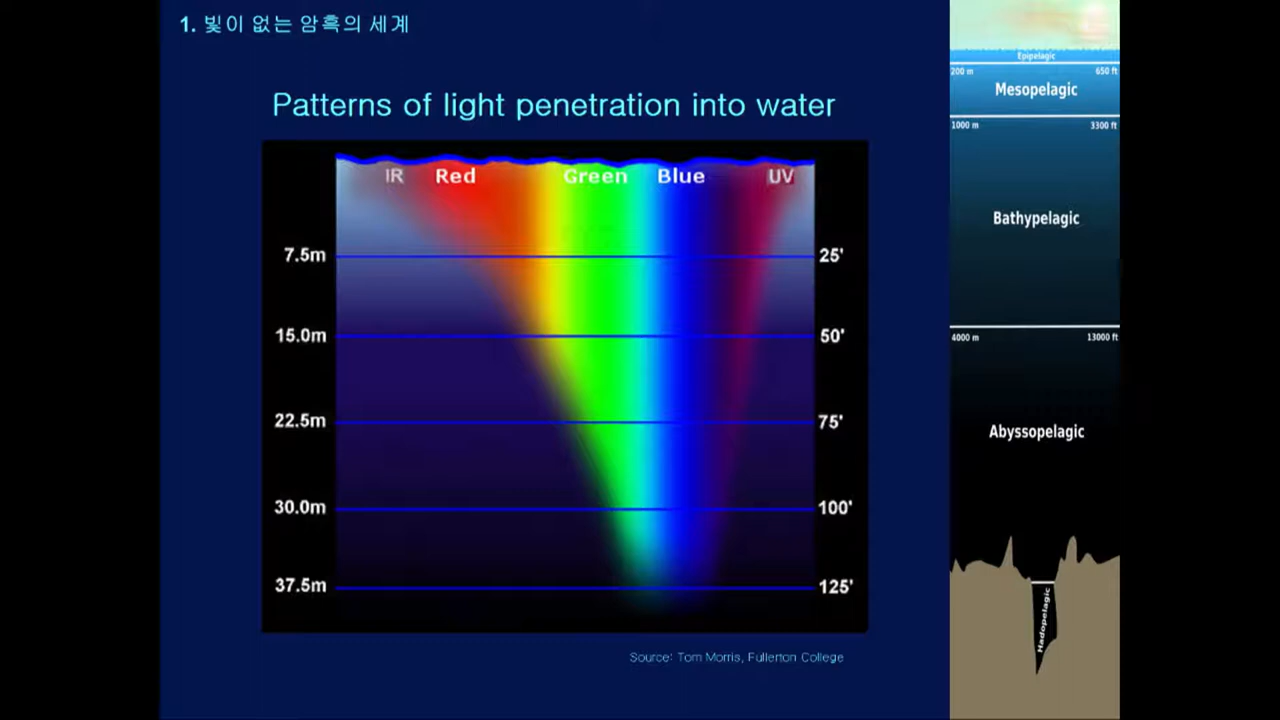 1. 빛이 없는 암흑의 세계
Patterns of light penetration into water
IR Red Green Blue UV
7.5m 25'
15.0m 50'
22.5m 75'
30.0m 100'
37.5m 125'
Source: Tom Morris, Fullerton College
Epipelagic
200 m 650 ft
Mesopelagic
1000 m 3300 ft
Bathypelagic
4000 m 13000 ft
Abyssopelagic
Hadopelagic